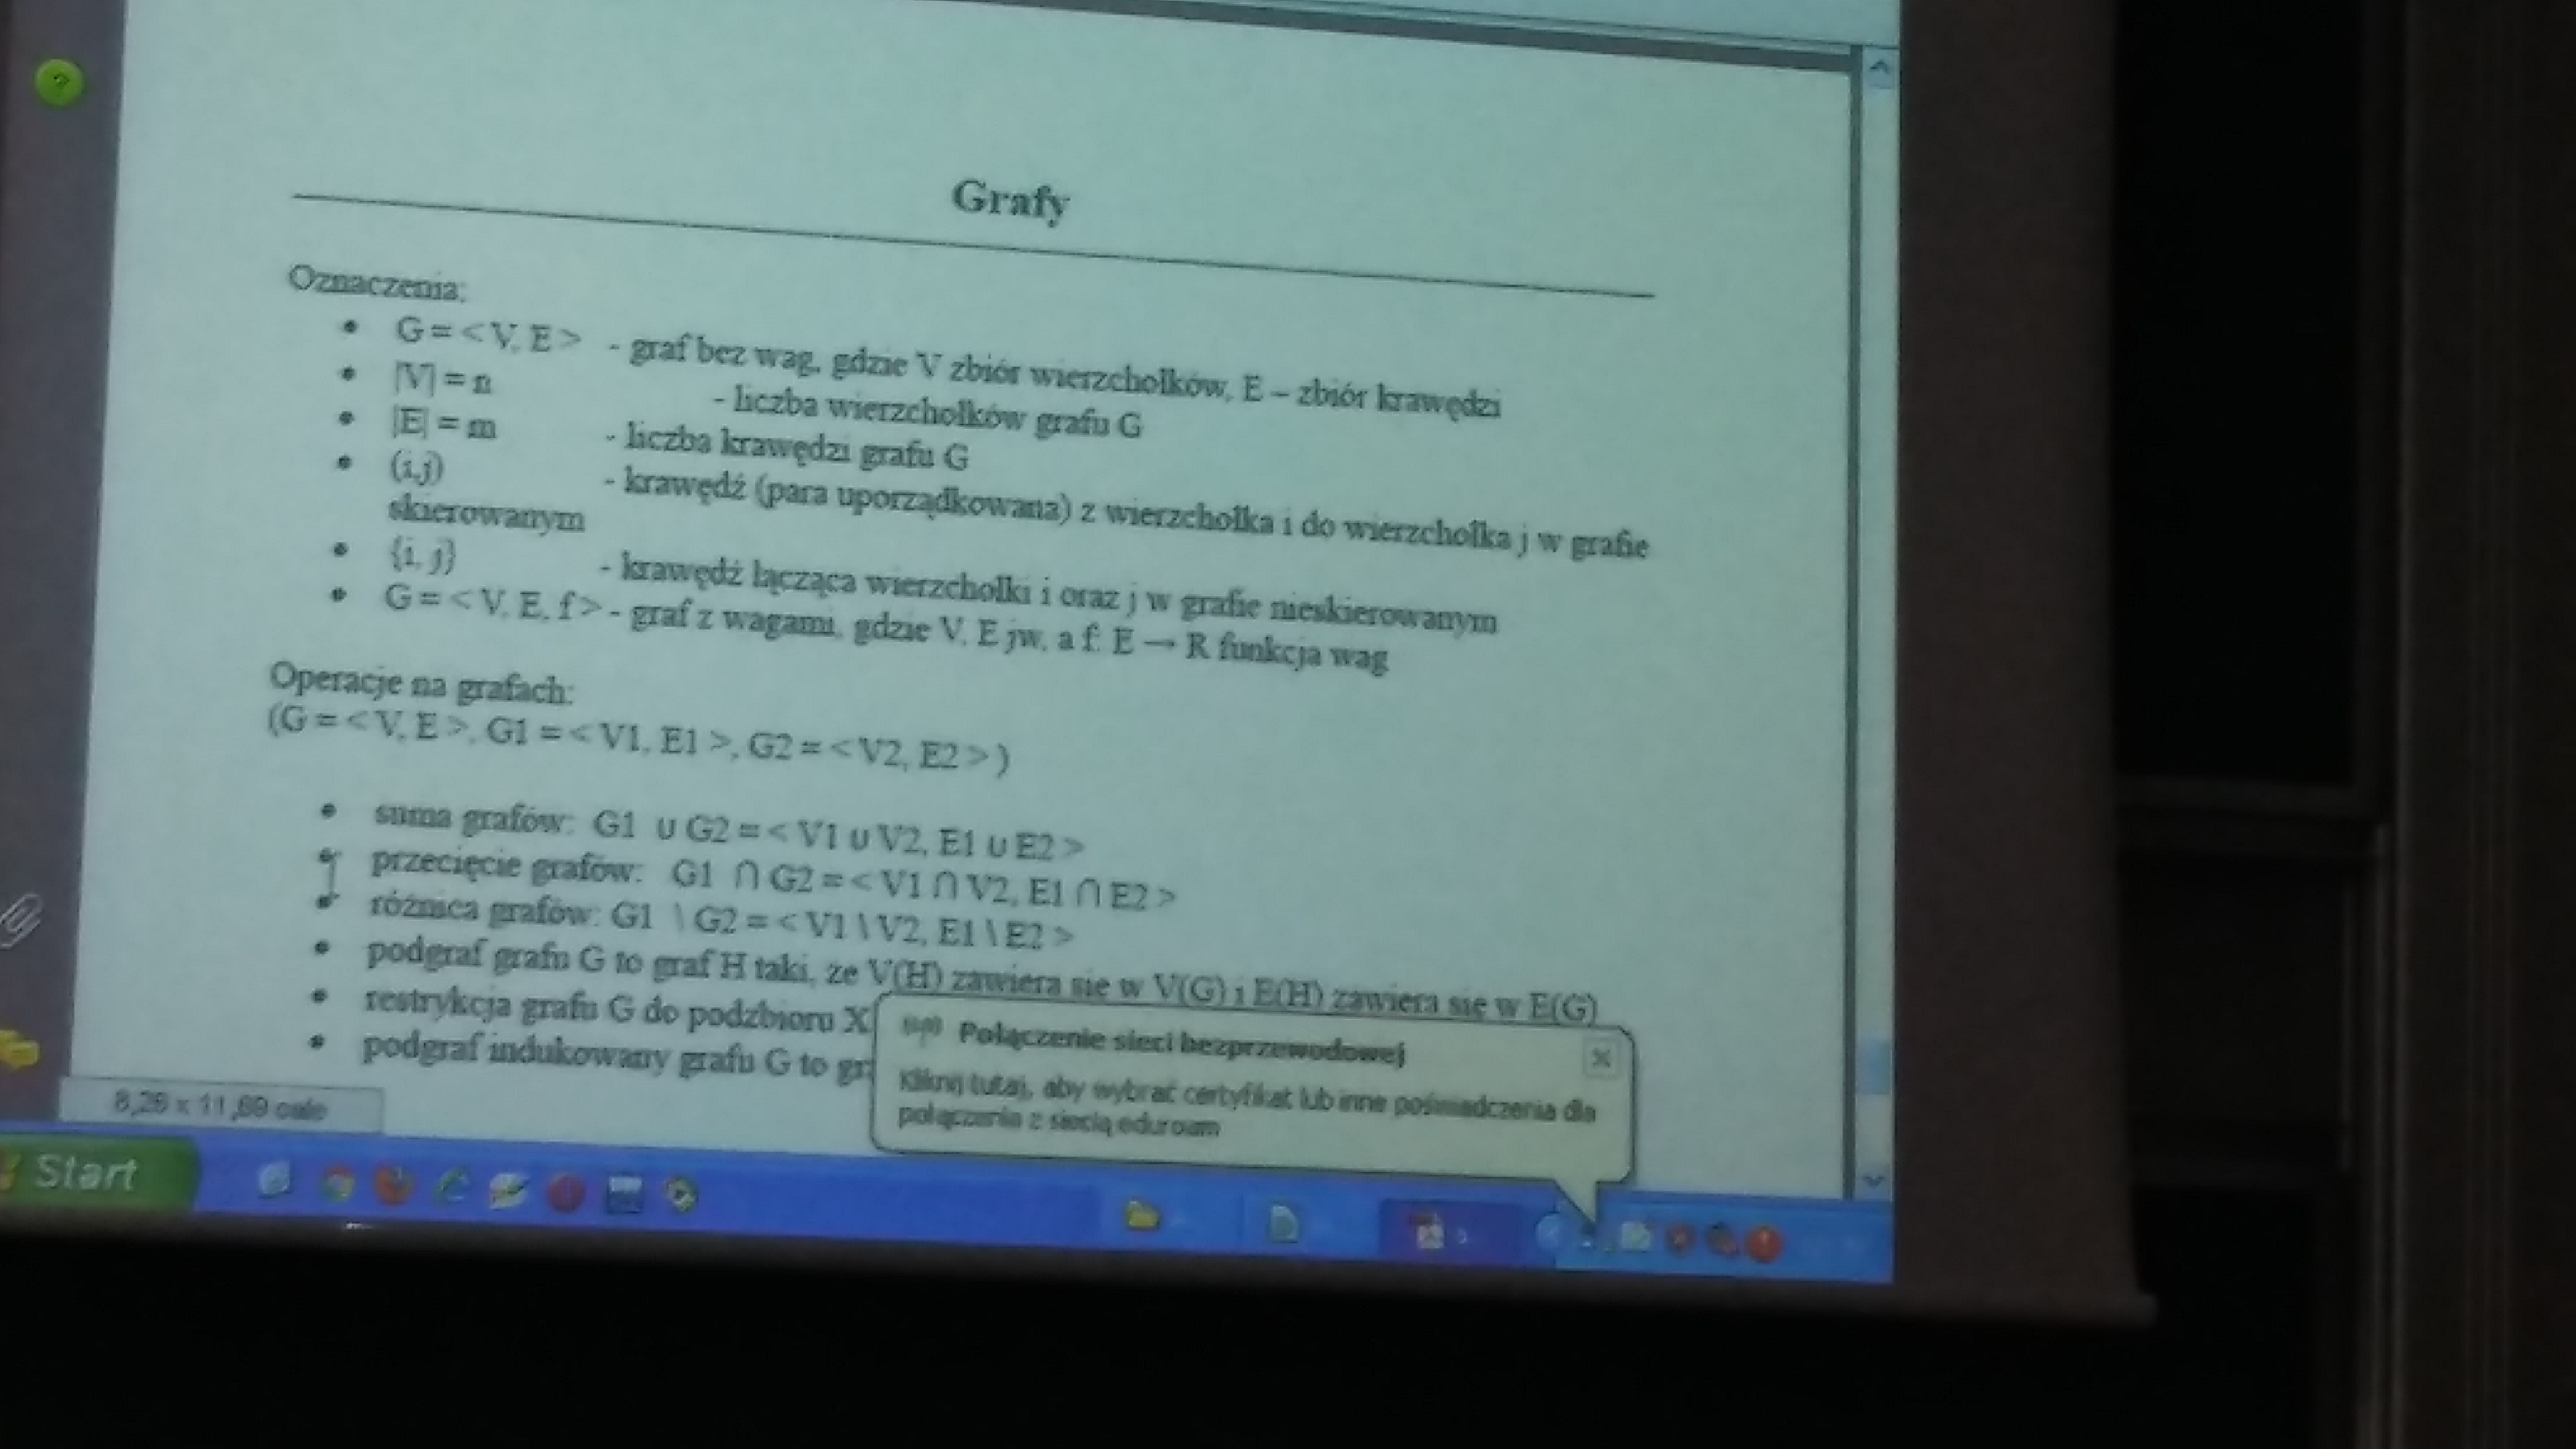 Grafy
Oznaczenia:
• G = < V, E > - graf bez wag, gdzie V zbiór wierzchołków, E – zbiór krawędzi
• |V| = n - liczba wierzchołków grafu G
• |E| = m - liczba krawędzi grafu G
• (i,j) - krawędź (para uporządkowana) z wierzchołka i do wierzchołka j w grafie
skierowanym
• {i, j} - krawędź łącząca wierzchołki i oraz j w grafie nieskierowanym
• G = < V, E, f > - graf z wagami, gdzie V, E jw, a f: E → R funkcja wag
Operacje na grafach:
(G = < V, E >, G1 = < V1, E1 >, G2 = < V2, E2 > )
• suma grafów: G1 ∪ G2 = < V1 ∪ V2, E1 ∪ E2 >
• przecięcie grafów: G1 ∩ G2 = < V1 ∩ V2, E1 ∩ E2 >
• różnica grafów: G1 \ G2 = < V1 \ V2, E1 \ E2 >
• podgraf grafu G to graf H taki, ze V(H) zawiera się w V(G) i E(H) zawiera się w E(G)
• restrykcja grafu G do podzbioru X
• podgraf indukowany grafu G to gr
Połączenie sieci bezprzewodowej
Kliknij tutaj, aby wybrać certyfikat lub inne poświadczenia dla
połączenia z siecią eduroam
8,26 x 11,69 cale
Start